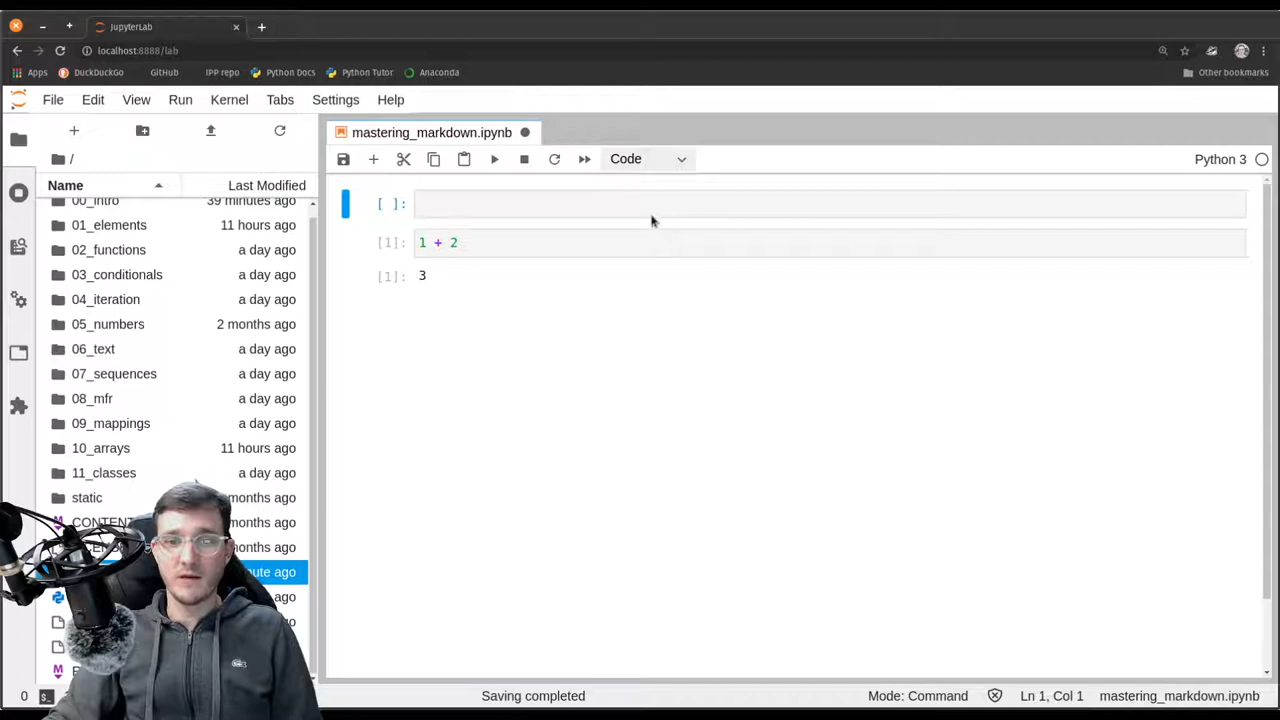 JupyterLab
localhost:8888/lab
Apps DuckDuckGo GitHub IPP repo Python Docs Python Tutor Anaconda Other bookmarks
File Edit View Run Kernel Tabs Settings Help
mastering_markdown.ipynb
/
Code Python 3
Name Last Modified
00_intro 39 minutes ago
01_elements 11 hours ago
02_functions a day ago
03_conditionals a day ago
04_iteration a day ago
05_numbers 2 months ago
06_text a day ago
07_sequences a day ago
08_mfr a day ago
09_mappings a day ago
10_arrays 11 hours ago
11_classes a day ago
static months ago
months ago
months ago
ago
ago
[ ]:
[1]: 1 + 2
[1]: 3
0 Saving completed Mode: Command Ln 1, Col 1 mastering_markdown.ipynb